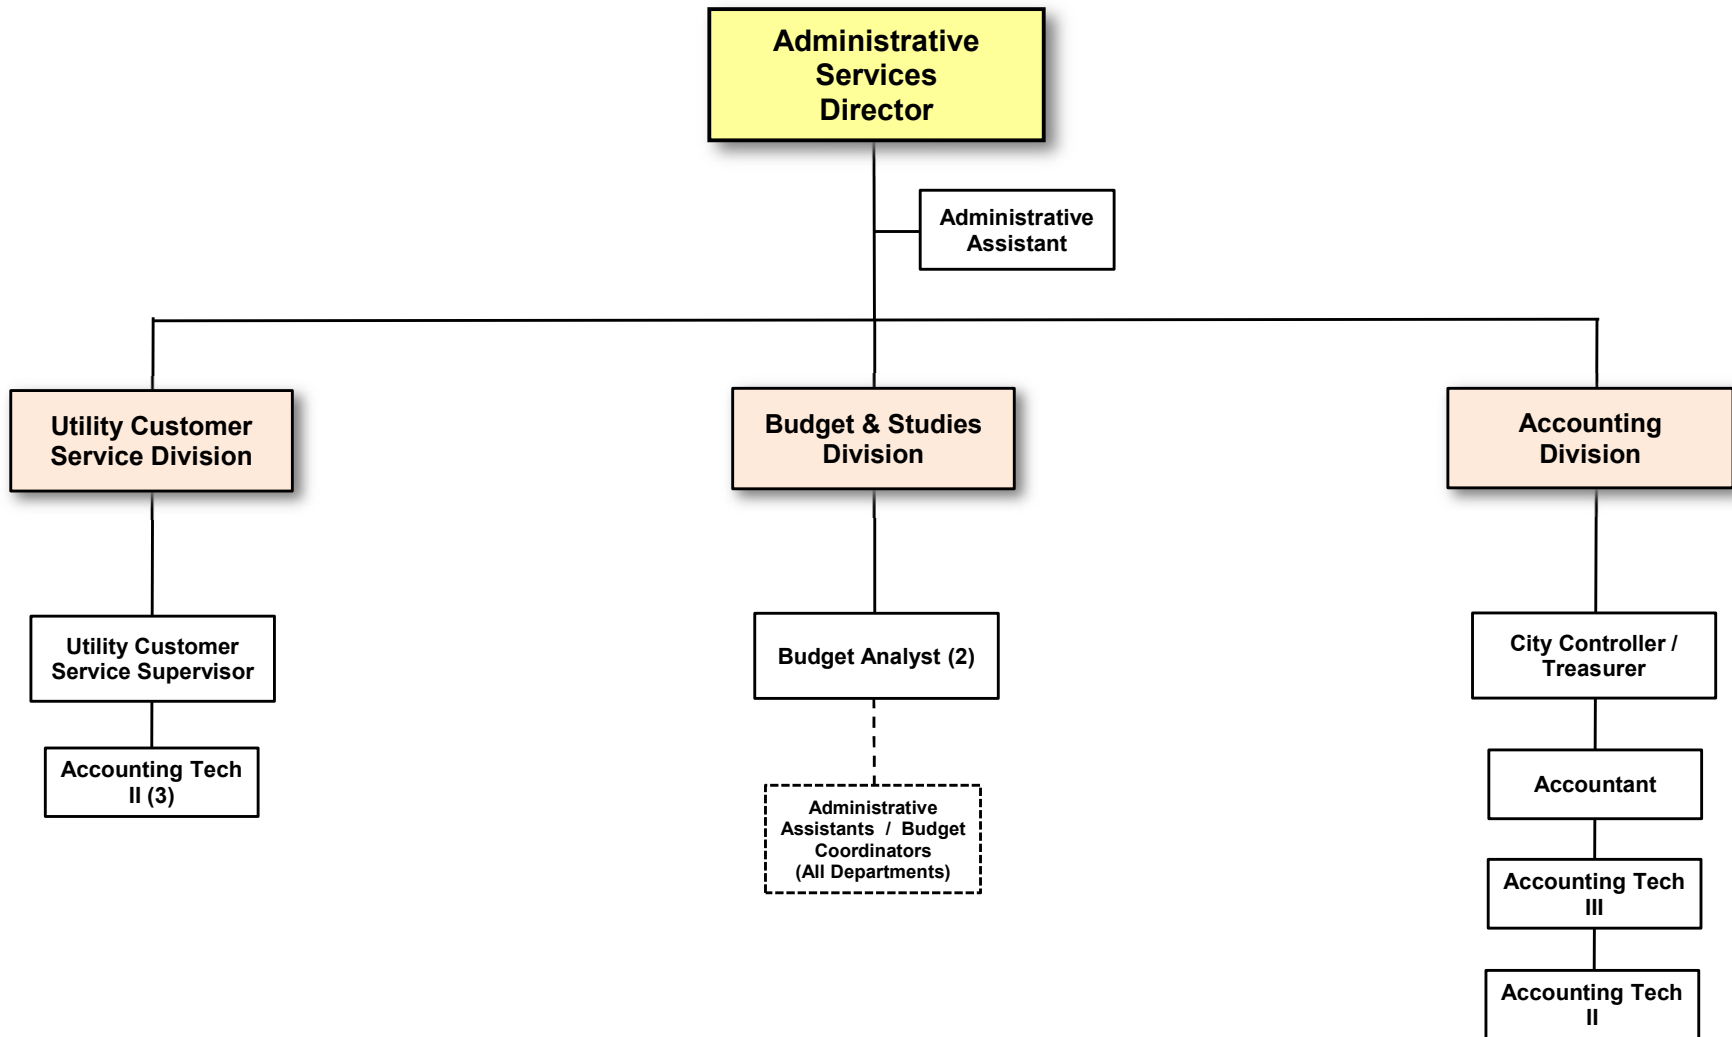 Administrative
Services
Director
Administrative
Assistant
Utility Customer
Service Division
Budget & Studies
Division
Accounting
Division
Utility Customer
Service Supervisor
Budget Analyst (2)
City Controller /
Treasurer
Accounting Tech
II (3)
Administrative
Assistants / Budget
Coordinators
(All Departments)
Accountant
Accounting Tech
III
Accounting Tech
II